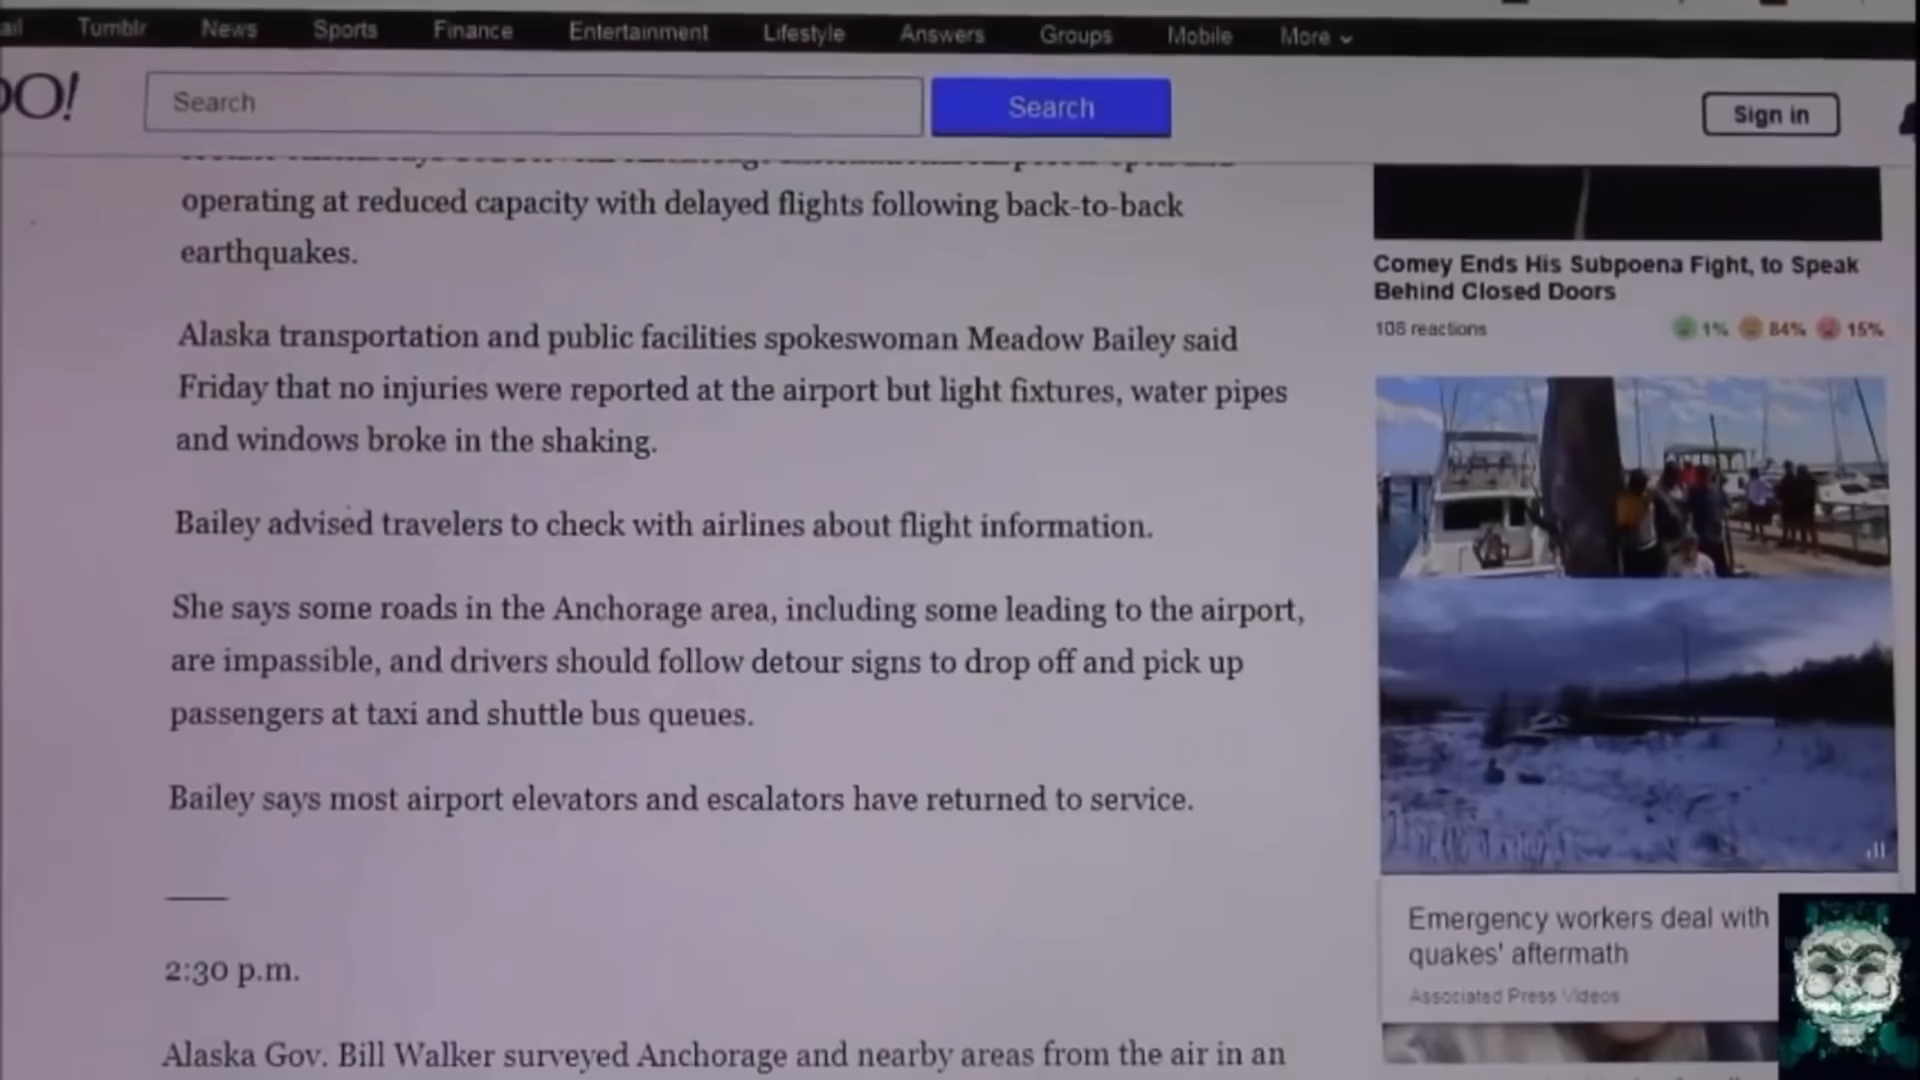 Tumblr News Sports Finance Entertainment Lifestyle Answers Groups Mobile More
OO!
Search
Search
Sign in
operating at reduced capacity with delayed flights following back-to-back
earthquakes.
Alaska transportation and public facilities spokeswoman Meadow Bailey said
Friday that no injuries were reported at the airport but light fixtures, water pipes
and windows broke in the shaking.
Bailey advised travelers to check with airlines about flight information.
She says some roads in the Anchorage area, including some leading to the airport,
are impassible, and drivers should follow detour signs to drop off and pick up
passengers at taxi and shuttle bus queues.
Bailey says most airport elevators and escalators have returned to service.
2:30 p.m.
Alaska Gov. Bill Walker surveyed Anchorage and nearby areas from the air in an
Comey Ends His Subpoena Fight, to Speak
Behind Closed Doors
108 reactions 1% 84% 15%
Emergency workers deal with
quakes' aftermath
Associated Press Videos